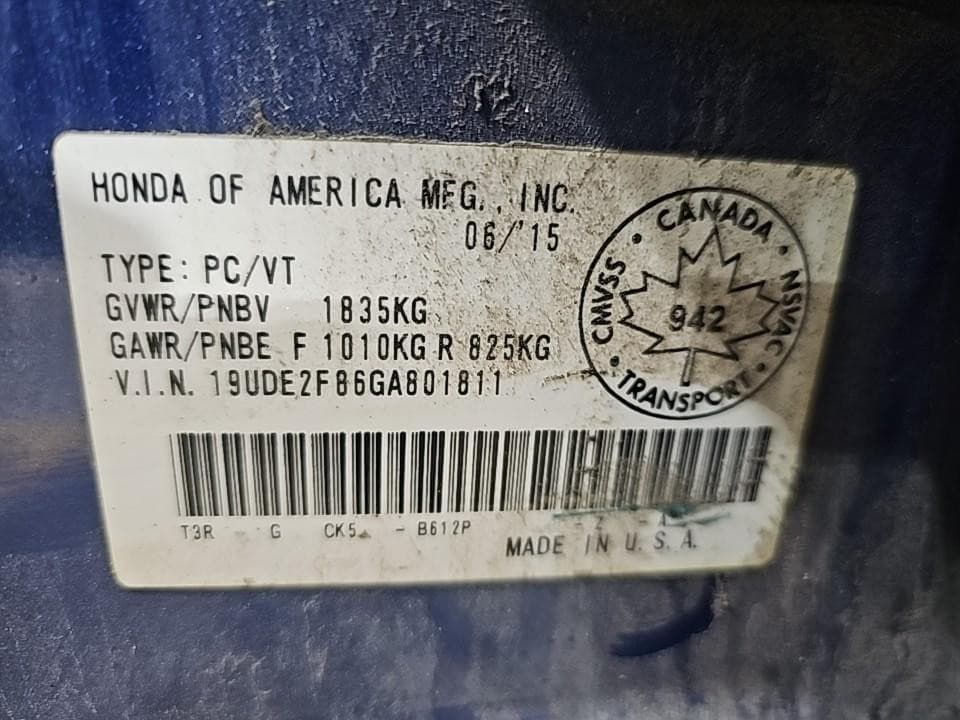 HONDA OF AMERICA MFG., INC.
06/'15
TYPE: PC/VT
GVWR/PNBV 1835KG
GAWR/PNBE F 1010KG R 825KG
V.I.N. 19UDE2F86GA801811
CANADA
CMVSS
NSVAC
942
TRANSPORT
T3R G CK5 - B612P
MADE IN U.S.A.